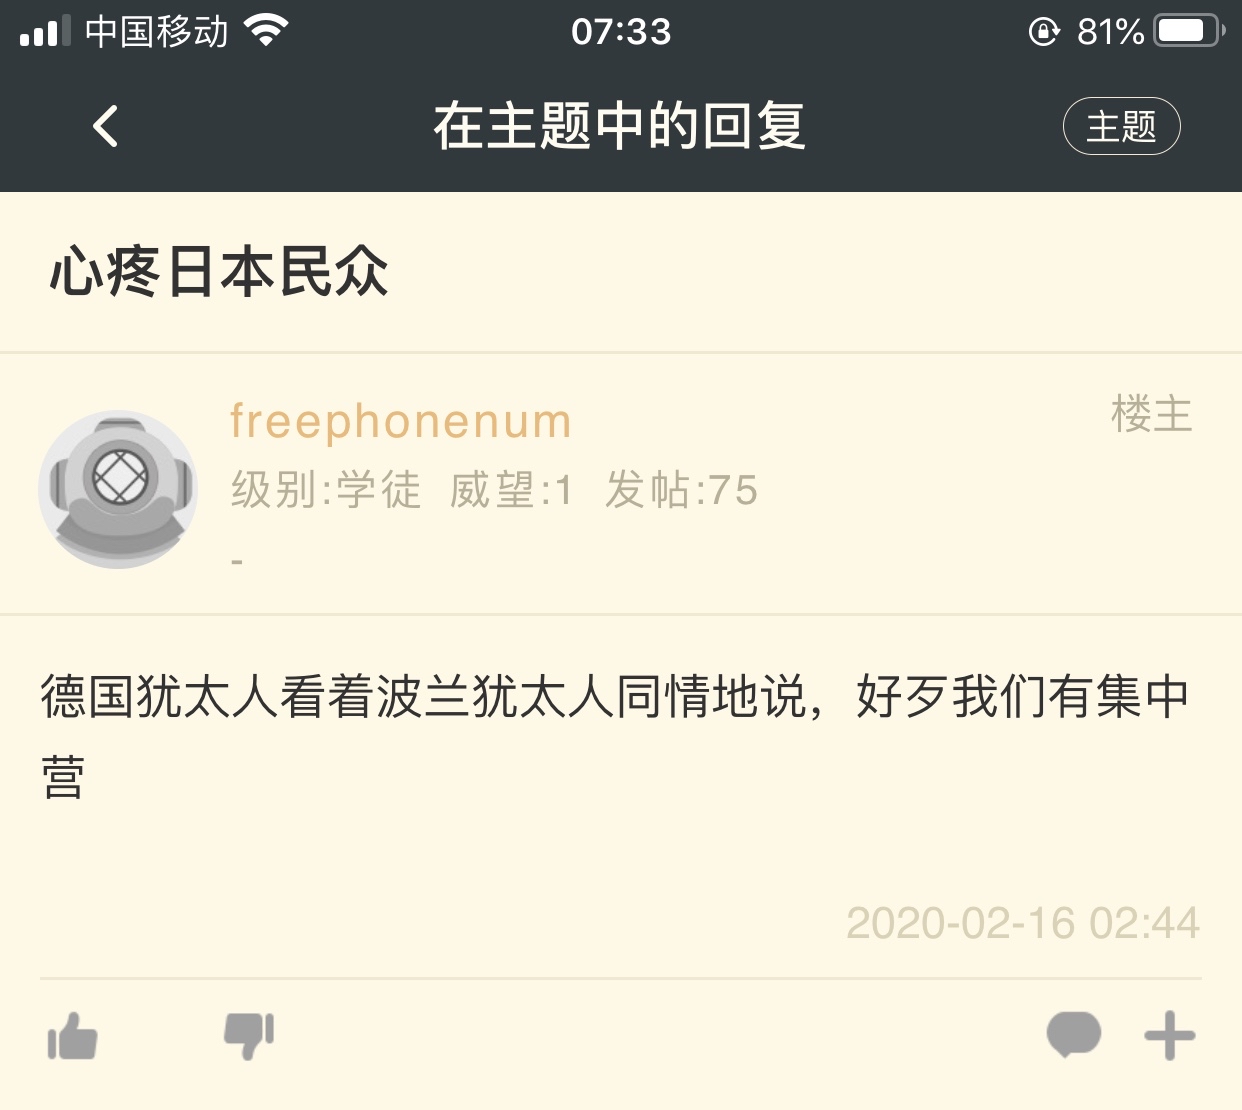 中国移动 07:33 81%
在主题中的回复 主题
心疼日本民众
freephonenum 楼主
级别:学徒 威望:1 发帖:75
-
德国犹太人看着波兰犹太人同情地说，好歹我们有集中
营
2020-02-16 02:44